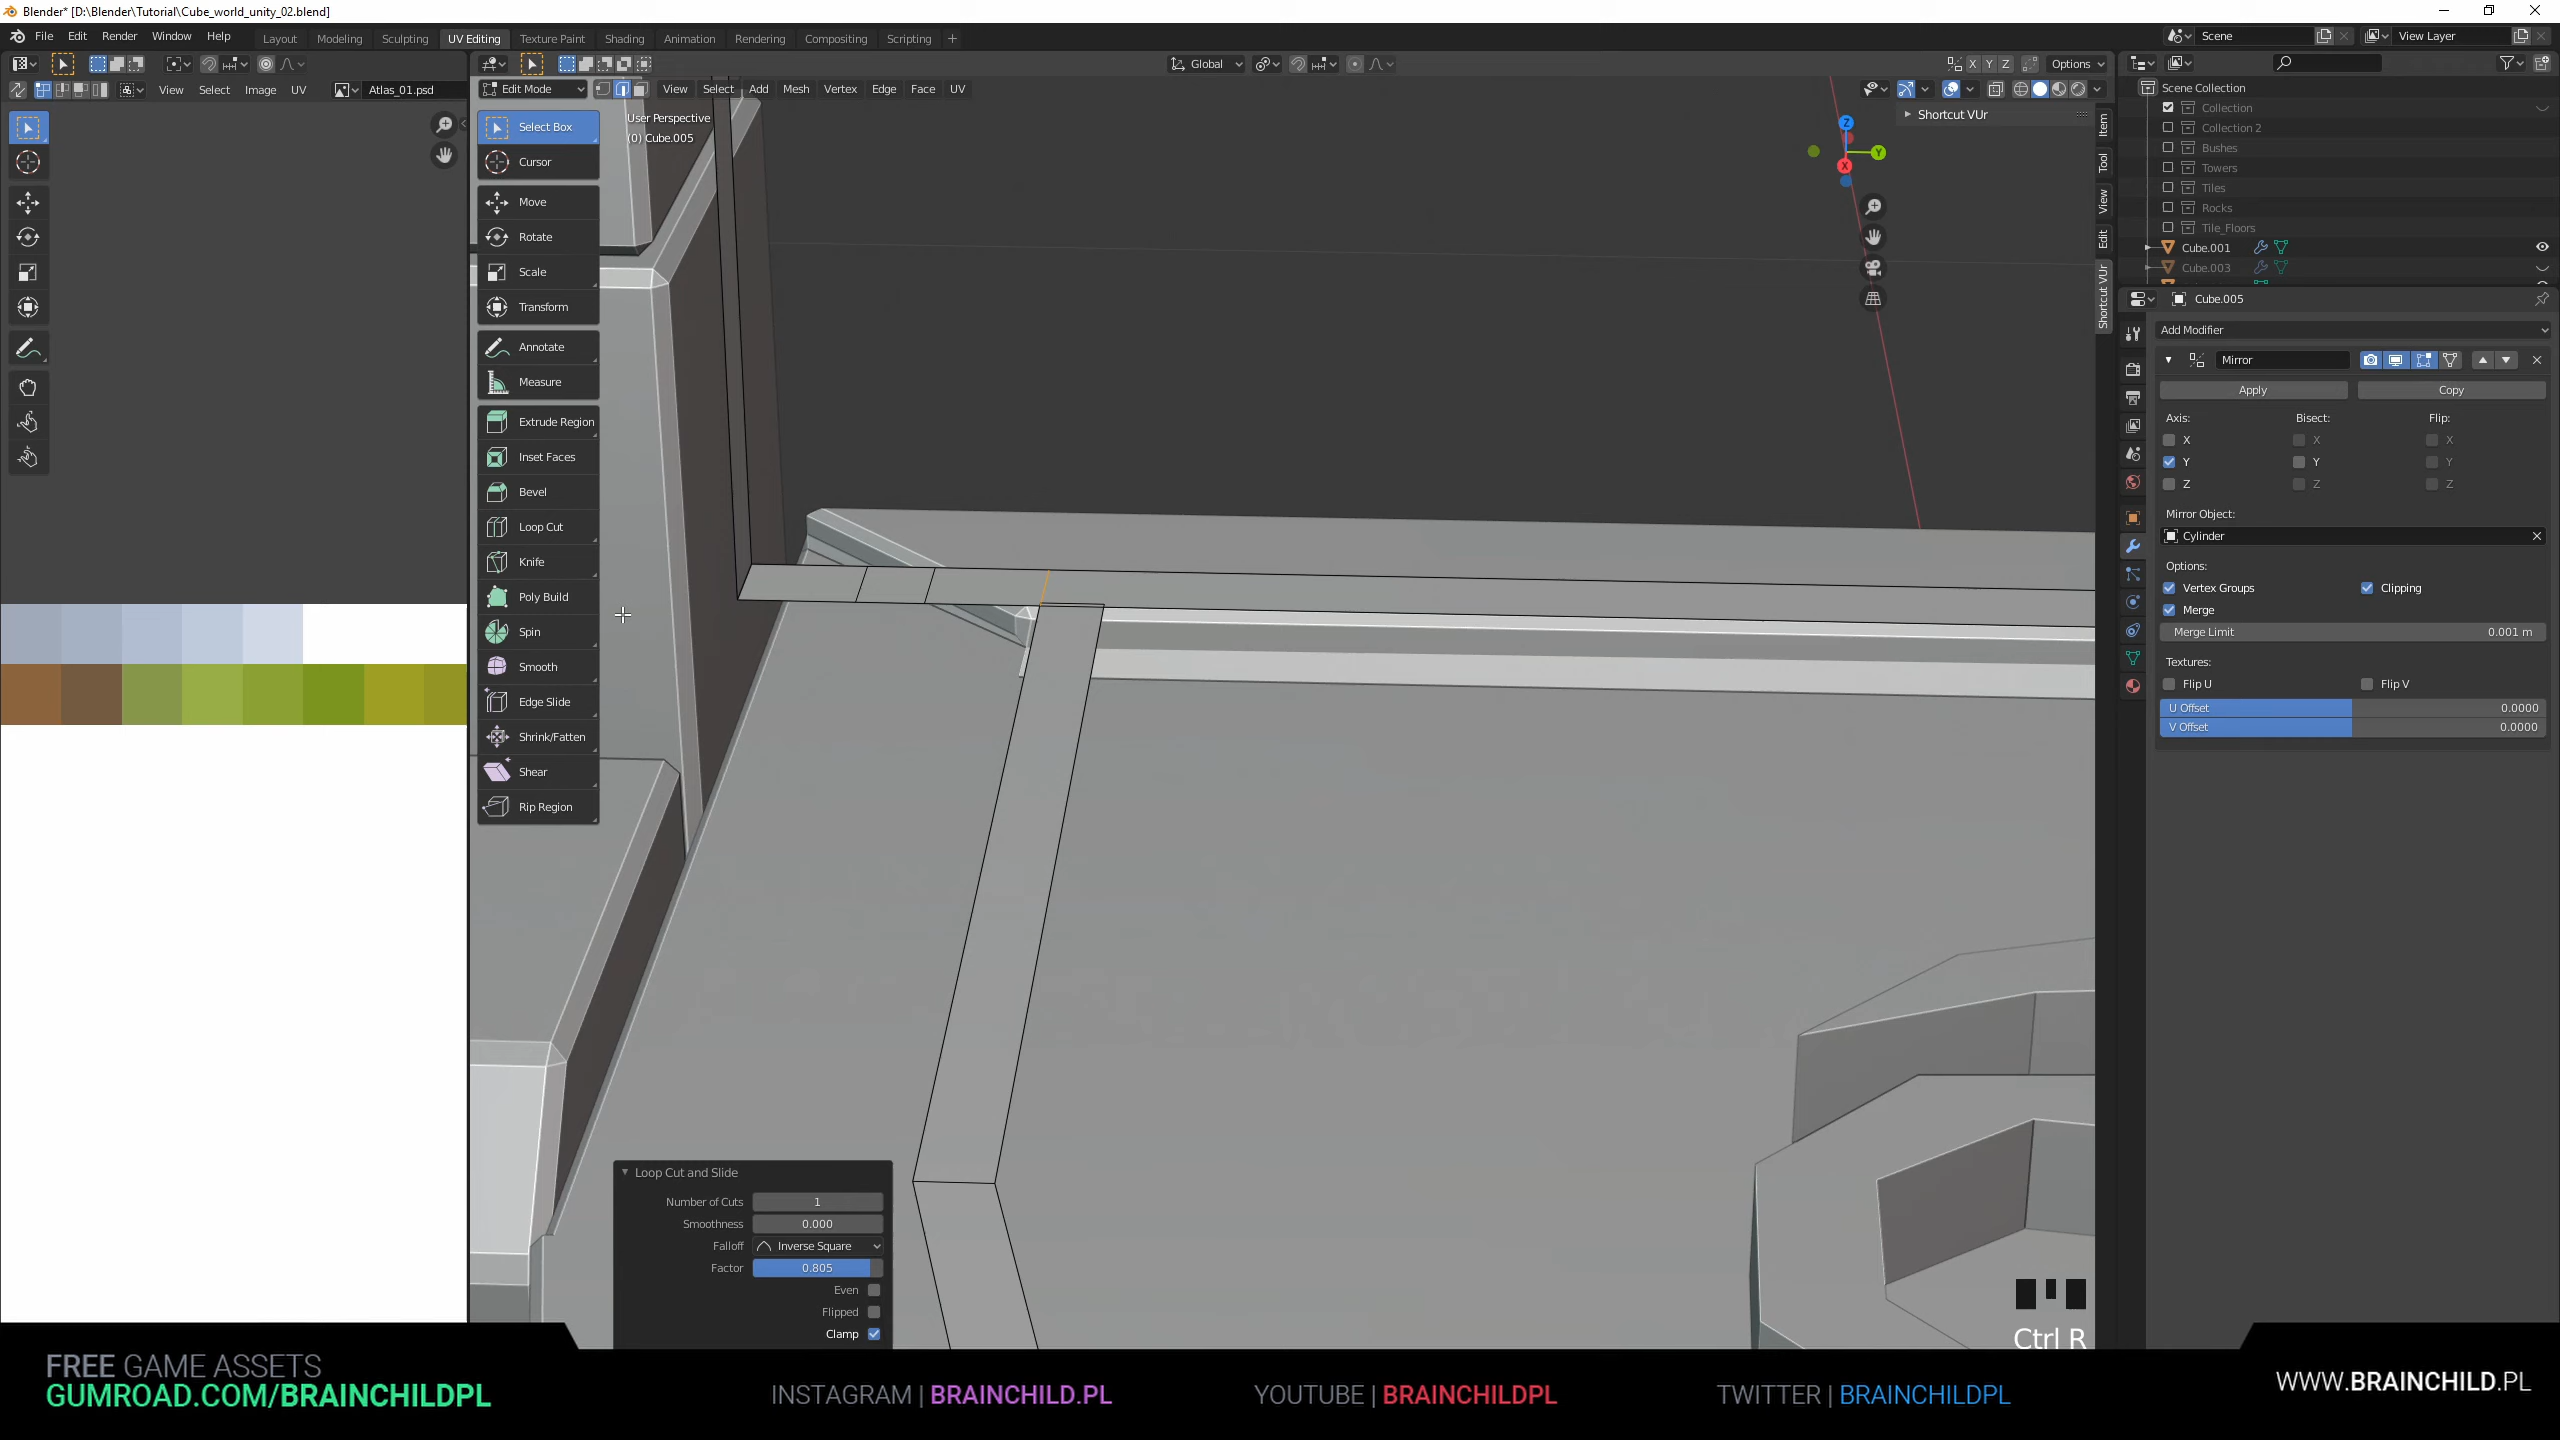 Blender* [D:\Blender\Tutorial\Cube_world_unity_02.blend]
File Edit Render Window Help
Layout Modeling Sculpting UV Editing Texture Paint Shading Animation Rendering Compositing Scripting +
Scene
View Layer
Global
Options
X Y Z
View Select Image UV
Atlas_01.psd
Edit Mode
View Select Add Mesh Vertex Edge Face UV
User Perspective
(0) Cube.005
Select Box
Cursor
Move
Rotate
Scale
Transform
Annotate
Measure
Extrude Region
Inset Faces
Bevel
Loop Cut
Knife
Poly Build
Spin
Smooth
Edge Slide
Shrink/Fatten
Shear
Rip Region
Shortcut VUr
Z
Y
X
Item
Tool
View
Edit
Shortcut VUr
Scene Collection
Collection
Collection 2
Bushes
Towers
Tiles
Rocks
Tile_Floors
Cube.001
Cube.003
Cube.005
Add Modifier
Mirror
Apply Copy
Axis: Bisect: Flip:
X X X
Y Y Y
Z Z Z
Mirror Object:
Cylinder
Options:
Vertex Groups Clipping
Merge
Merge Limit 0.001 m
Textures:
Flip U Flip V
U Offset 0.0000
V Offset 0.0000
Loop Cut and Slide
Number of Cuts 1
Smoothness 0.000
Falloff Inverse Square
Factor 0.805
Even
Flipped
Clamp
Ctrl R
FREE GAME ASSETS
GUMROAD.COM/BRAINCHILDPL
INSTAGRAM | BRAINCHILD.PL
YOUTUBE | BRAINCHILDPL
TWITTER | BRAINCHILDPL
WWW.BRAINCHILD.PL